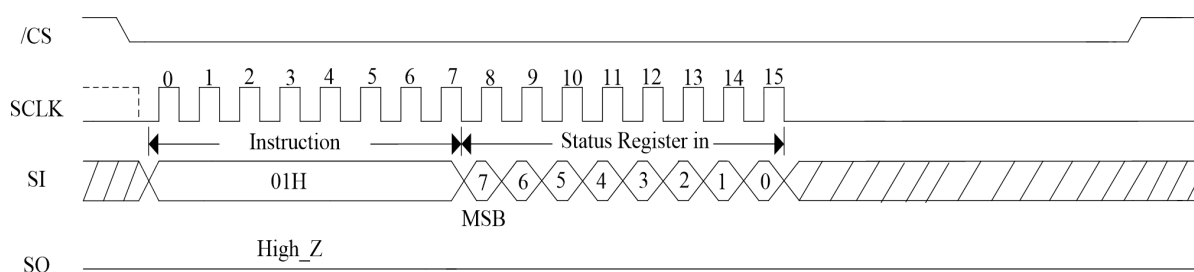 /CS
0 1 2 3 4 5 6 7 8 9 10 11 12 13 14 15
SCLK
Instruction Status Register in
SI 01H 7 6 5 4 3 2 1 0
MSB
High_Z
SO